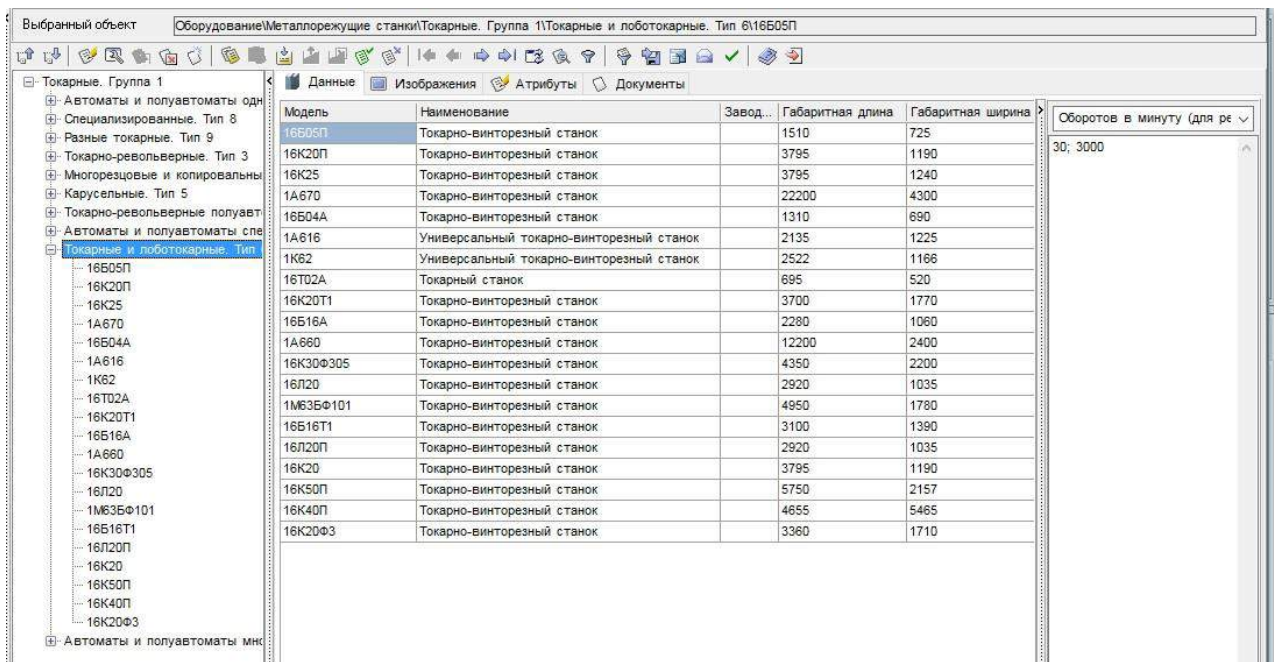 Выбранный объект Оборудование\Металлорежущие станки\Токарные. Группа 1\Токарные и лоботокарные. Тип 6\16Б05П
Токарные. Группа 1
Автоматы и полуавтоматы одн
Специализированные. Тип 8
Разные токарные. Тип 9
Токарно-револьверные. Тип 3
Многорезцовые и копировальны
Карусельные. Тип 5
Токарно-револьверные полуавт
Автоматы и полуавтоматы спе
Токарные и лоботокарные. Тип
16Б05П
16К20П
16К25
1А670
16Б04А
1А616
1К62
16Т02А
16К20Т1
16Б16А
1А660
16К30Ф305
16Л20
1М63БФ101
16Б16Т1
16Л20П
16К20
16К50П
16К40П
16К20Ф3
Автоматы и полуавтоматы мно
Данные Изображения Атрибуты Документы
Модель Наименование Завод... Габаритная длина Габаритная ширина
16Б05П Токарно-винторезный станок 1510 725
16К20П Токарно-винторезный станок 3795 1190
16К25 Токарно-винторезный станок 3795 1240
1А670 Токарно-винторезный станок 22200 4300
16Б04А Токарно-винторезный станок 1310 690
1А616 Универсальный токарно-винторезный станок 2135 1225
1К62 Универсальный токарно-винторезный станок 2522 1166
16Т02А Токарный станок 695 520
16К20Т1 Токарно-винторезный станок 3700 1770
16Б16А Токарно-винторезный станок 2280 1060
1А660 Токарно-винторезный станок 12200 2400
16К30Ф305 Токарно-винторезный станок 4350 2200
16Л20 Токарно-винторезный станок 2920 1035
1М63БФ101 Токарно-винторезный станок 4950 1780
16Б16Т1 Токарно-винторезный станок 3100 1390
16Л20П Токарно-винторезный станок 2920 1035
16К20 Токарно-винторезный станок 3795 1190
16К50П Токарно-винторезный станок 5750 2157
16К40П Токарно-винторезный станок 4655 5465
16К20Ф3 Токарно-винторезный станок 3360 1710
Оборотов в минуту (для ре
30; 3000